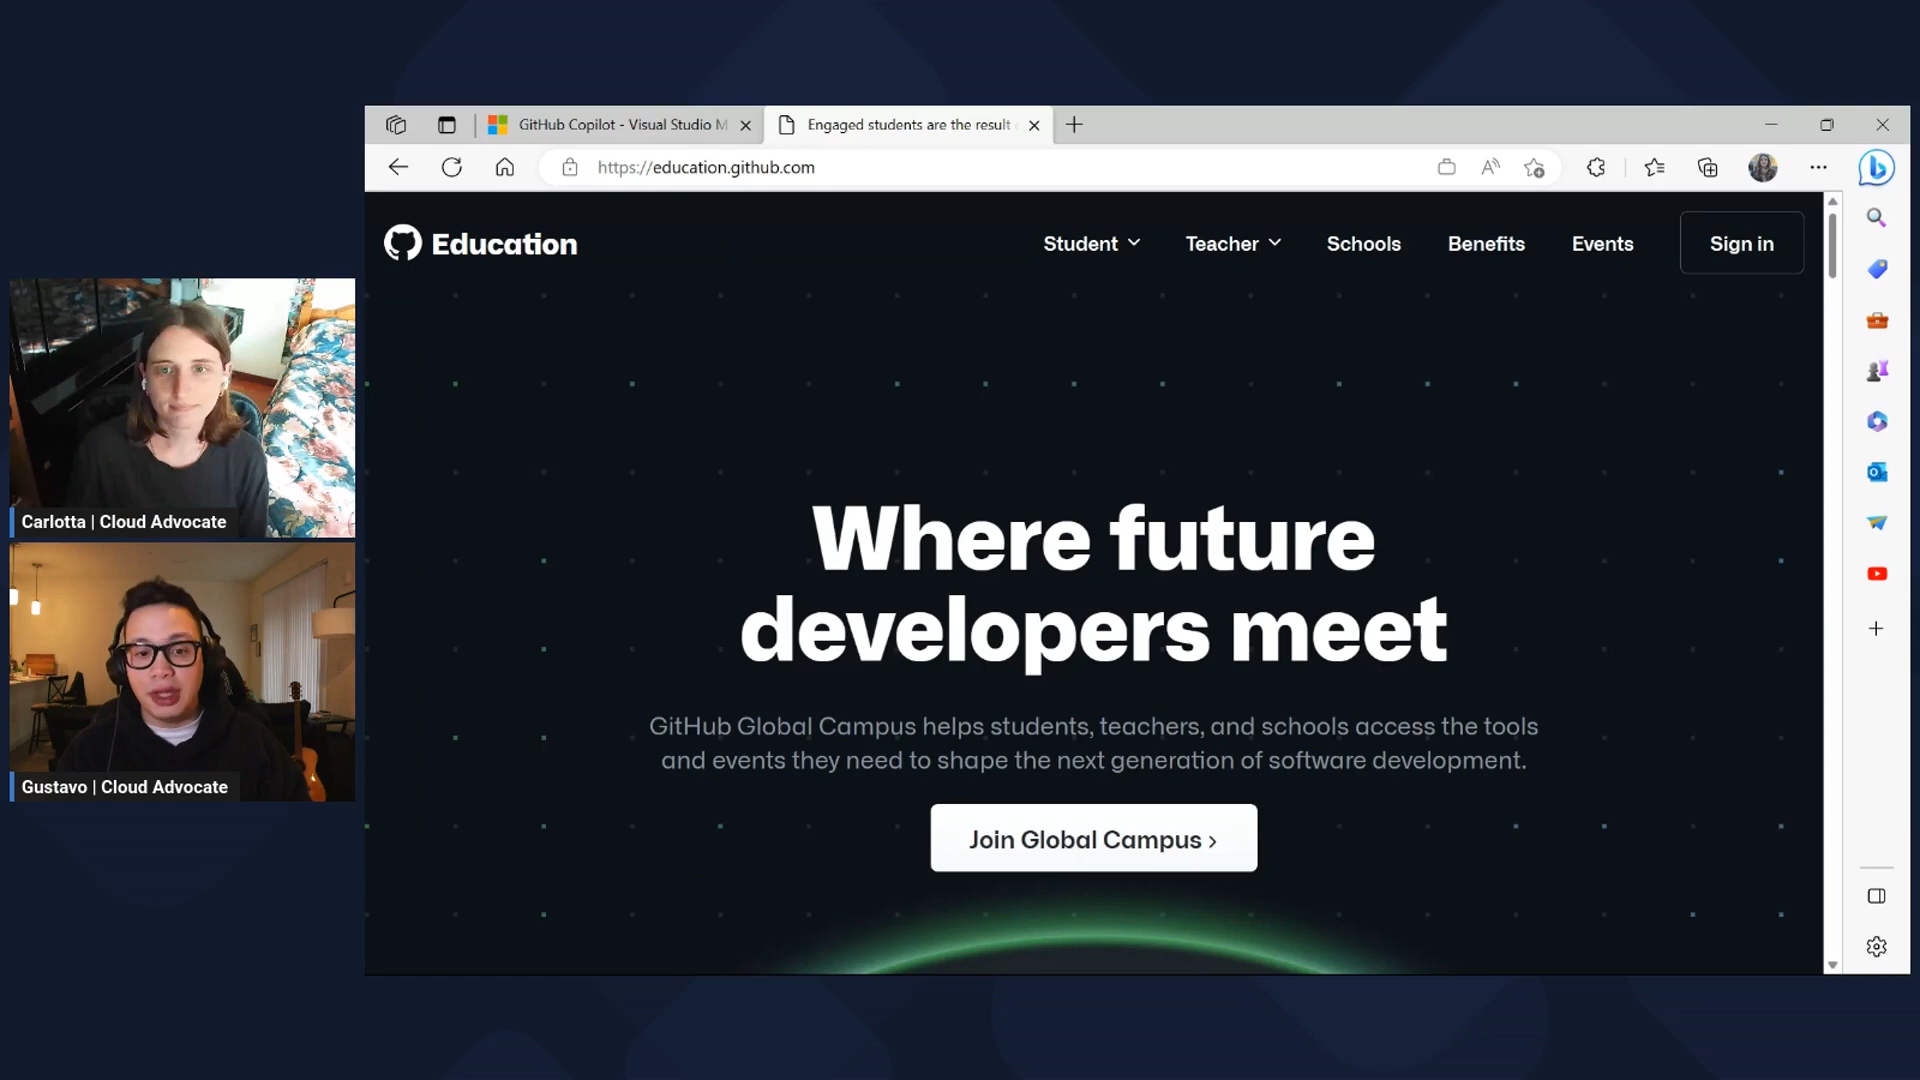 GitHub Copilot - Visual Studio M
Engaged students are the result
https://education.github.com
Education
Student
Teacher
Schools
Benefits
Events
Sign in
Where future
developers meet
GitHub Global Campus helps students, teachers, and schools access the tools
and events they need to shape the next generation of software development.
Join Global Campus ›
Carlotta | Cloud Advocate
Gustavo | Cloud Advocate